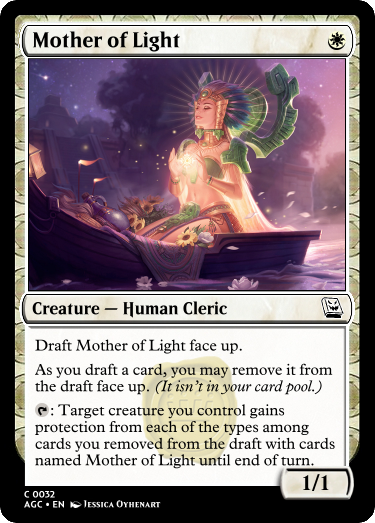 Mother of Light
Creature — Human Cleric
Draft Mother of Light face up.
As you draft a card, you may remove it from
the draft face up. (It isn't in your card pool.)
: Target creature you control gains
protection from each of the types among
cards you removed from the draft with cards
named Mother of Light until end of turn.
1/1
C 0032
AGC • EN Jessica Oyhenart